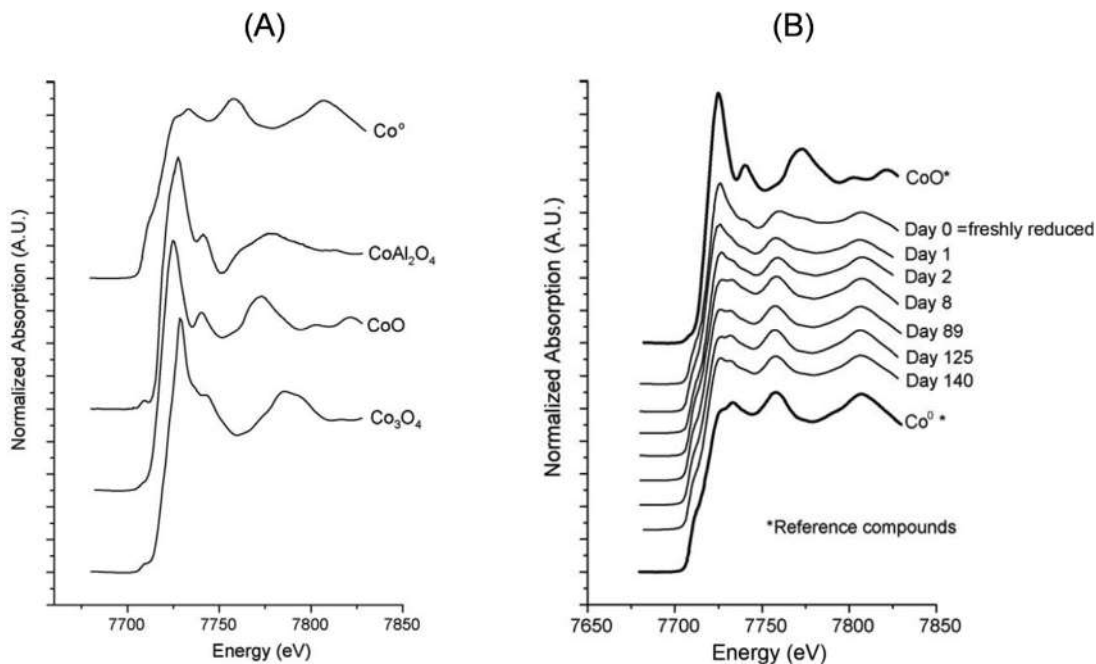 (A)
Normalized Absorption (A.U.)
Co°
CoAl₂O₄
CoO
Co₃O₄
7700 7750 7800 7850
Energy (eV)
(B)
Normalized Absorption (A.U.)
CoO*
Day 0 =freshly reduced
Day 1
Day 2
Day 8
Day 89
Day 125
Day 140
Co⁰ *
*Reference compounds
7650 7700 7750 7800 7850
Energy (eV)